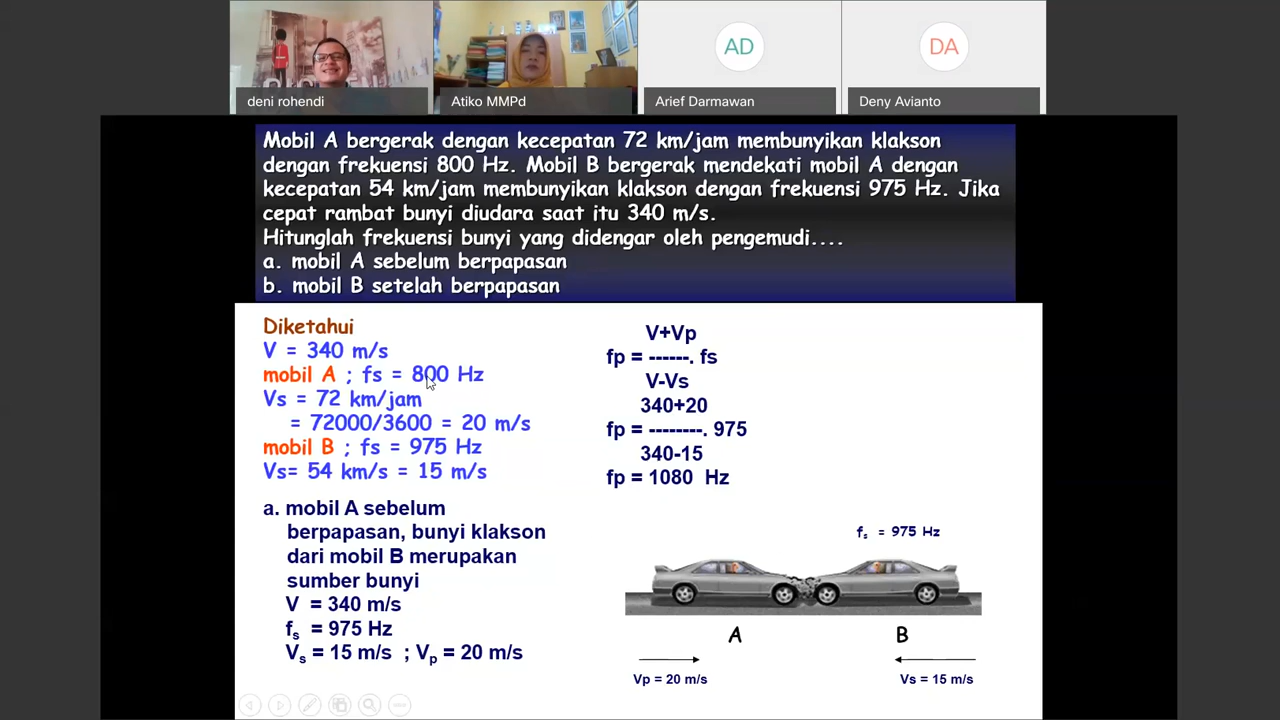 deni rohendi
Atiko MMPd
AD
Arief Darmawan
DA
Deny Avianto
Mobil A bergerak dengan kecepatan 72 km/jam membunyikan klakson
dengan frekuensi 800 Hz. Mobil B bergerak mendekati mobil A dengan
kecepatan 54 km/jam membunyikan klakson dengan frekuensi 975 Hz. Jika
cepat rambat bunyi diudara saat itu 340 m/s.
Hitunglah frekuensi bunyi yang didengar oleh pengemudi....
a. mobil A sebelum berpapasan
b. mobil B setelah berpapasan
Diketahui
V = 340 m/s
mobil A ; fs = 800 Hz
Vs = 72 km/jam
= 72000/3600 = 20 m/s
mobil B ; fs = 975 Hz
Vs= 54 km/s = 15 m/s
a. mobil A sebelum
berpapasan, bunyi klakson
dari mobil B merupakan
sumber bunyi
V = 340 m/s
fs = 975 Hz
Vs = 15 m/s ; Vp = 20 m/s
V+Vp
fp = ------. fs
V-Vs
340+20
fp = --------. 975
340-15
fp = 1080 Hz
fs = 975 Hz
A
B
Vp = 20 m/s
Vs = 15 m/s